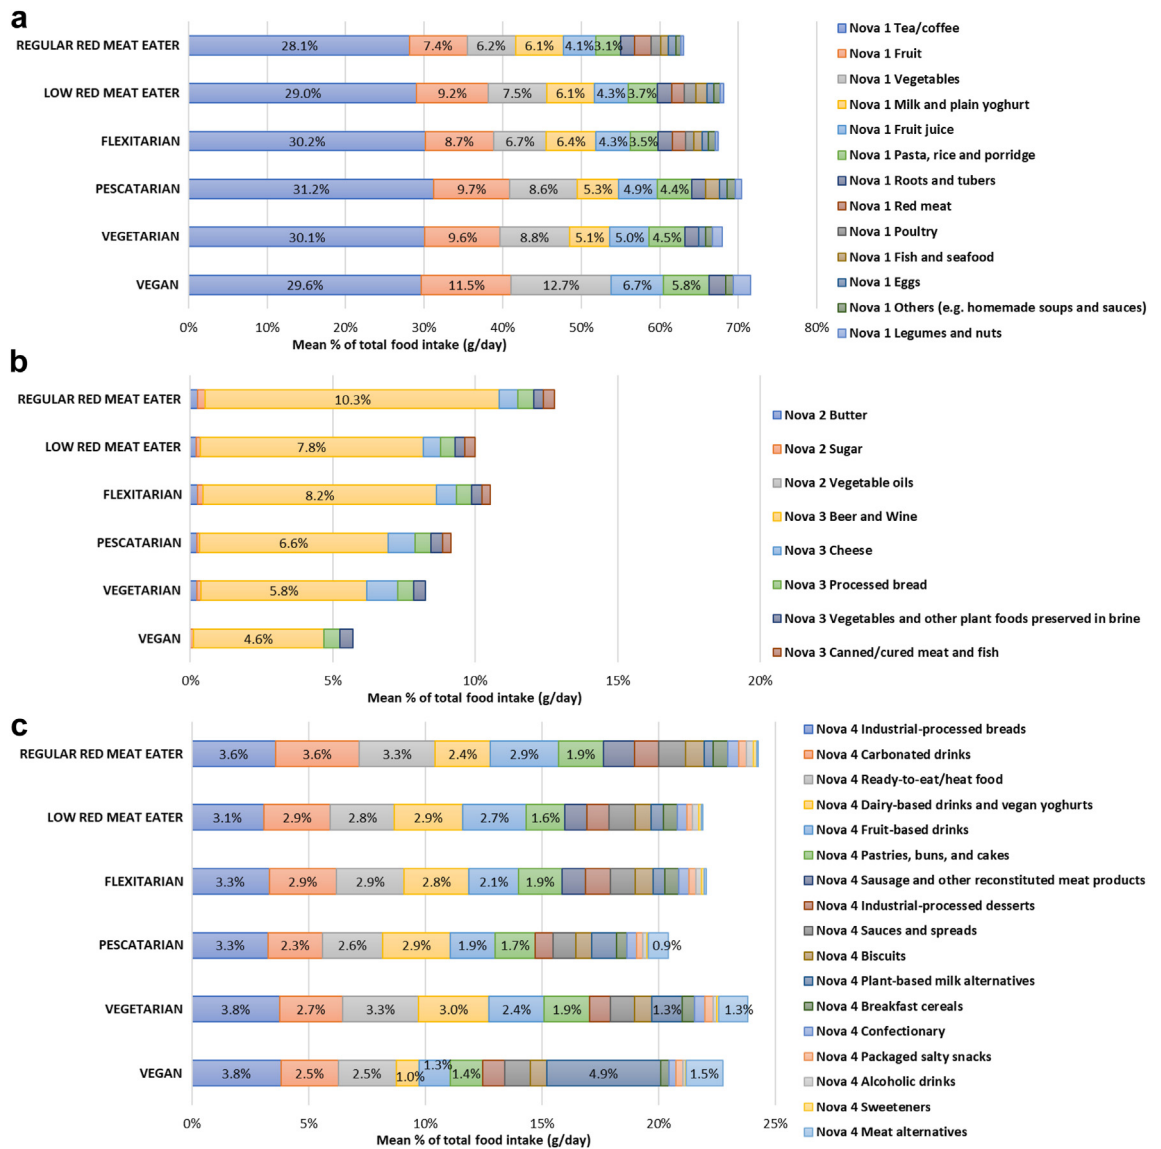 a
REGULAR RED MEAT EATER 28.1% 7.4% 6.2% 6.1% 4.1% 3.1%
LOW RED MEAT EATER 29.0% 9.2% 7.5% 6.1% 4.3% 3.7%
FLEXITARIAN 30.2% 8.7% 6.7% 6.4% 4.3% 3.5%
PESCATARIAN 31.2% 9.7% 8.6% 5.3% 4.9% 4.4%
VEGETARIAN 30.1% 9.6% 8.8% 5.1% 5.0% 4.5%
VEGAN 29.6% 11.5% 12.7% 6.7% 5.8%
0% 10% 20% 30% 40% 50% 60% 70% 80%
Mean % of total food intake (g/day)
Nova 1 Tea/coffee
Nova 1 Fruit
Nova 1 Vegetables
Nova 1 Milk and plain yoghurt
Nova 1 Fruit juice
Nova 1 Pasta, rice and porridge
Nova 1 Roots and tubers
Nova 1 Red meat
Nova 1 Poultry
Nova 1 Fish and seafood
Nova 1 Eggs
Nova 1 Others (e.g. homemade soups and sauces)
Nova 1 Legumes and nuts
b
REGULAR RED MEAT EATER 10.3%
LOW RED MEAT EATER 7.8%
FLEXITARIAN 8.2%
PESCATARIAN 6.6%
VEGETARIAN 5.8%
VEGAN 4.6%
0% 5% 10% 15% 20%
Mean % of total food intake (g/day)
Nova 2 Butter
Nova 2 Sugar
Nova 2 Vegetable oils
Nova 3 Beer and Wine
Nova 3 Cheese
Nova 3 Processed bread
Nova 3 Vegetables and other plant foods preserved in brine
Nova 3 Canned/cured meat and fish
c
REGULAR RED MEAT EATER 3.6% 3.6% 3.3% 2.4% 2.9% 1.9%
LOW RED MEAT EATER 3.1% 2.9% 2.8% 2.9% 2.7% 1.6%
FLEXITARIAN 3.3% 2.9% 2.9% 2.8% 2.1% 1.9%
PESCATARIAN 3.3% 2.3% 2.6% 2.9% 1.9% 1.7% 0.9%
VEGETARIAN 3.8% 2.7% 3.3% 3.0% 2.4% 1.9% 1.3% 1.3%
VEGAN 3.8% 2.5% 2.5% 1.0% 1.3% 1.4% 4.9% 1.5%
0% 5% 10% 15% 20% 25%
Mean % of total food intake (g/day)
Nova 4 Industrial-processed breads
Nova 4 Carbonated drinks
Nova 4 Ready-to-eat/heat food
Nova 4 Dairy-based drinks and vegan yoghurts
Nova 4 Fruit-based drinks
Nova 4 Pastries, buns, and cakes
Nova 4 Sausage and other reconstituted meat products
Nova 4 Industrial-processed desserts
Nova 4 Sauces and spreads
Nova 4 Biscuits
Nova 4 Plant-based milk alternatives
Nova 4 Breakfast cereals
Nova 4 Confectionary
Nova 4 Packaged salty snacks
Nova 4 Alcoholic drinks
Nova 4 Sweeteners
Nova 4 Meat alternatives